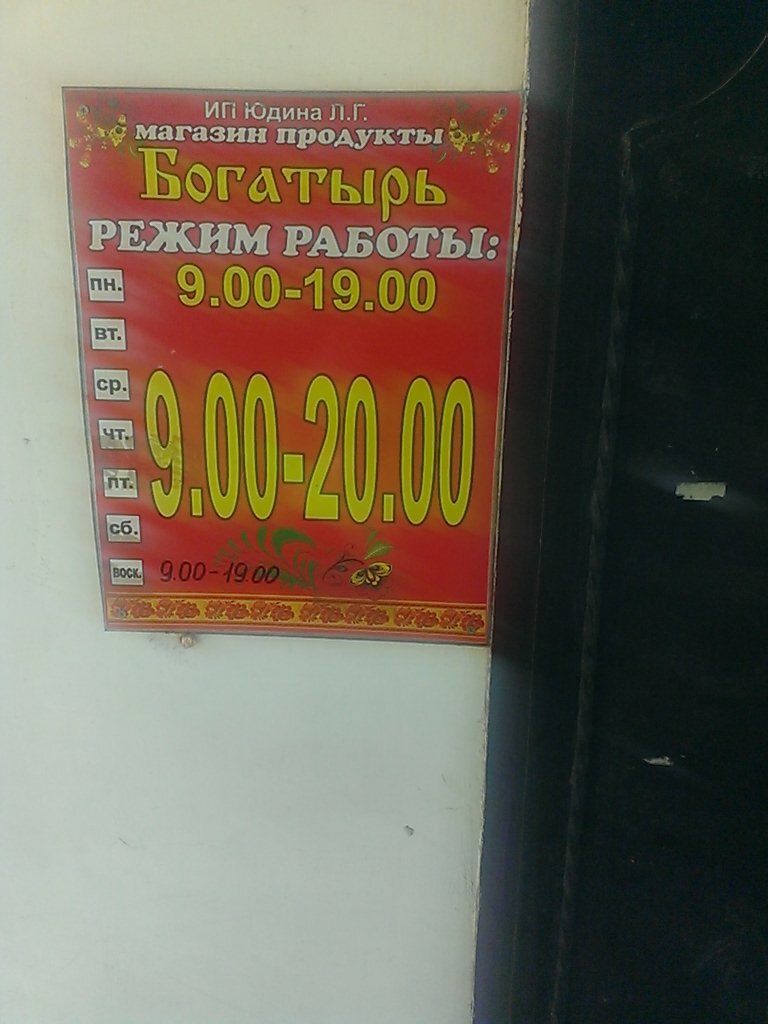 ИП Юдина Л.Г.
магазин продукты
Богатырь
РЕЖИМ РАБОТЫ:
пн. 9.00-19.00
вт.
ср.
чт. 9.00-20.00
пт.
сб.
воск. 9.00-19.00